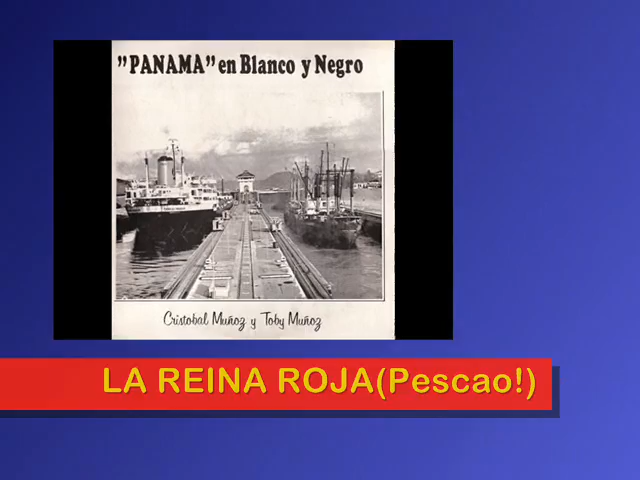 "PANAMA" en Blanco y Negro
Cristobal Muñoz y Toby Muñoz
LA REINA ROJA(Pescao!)